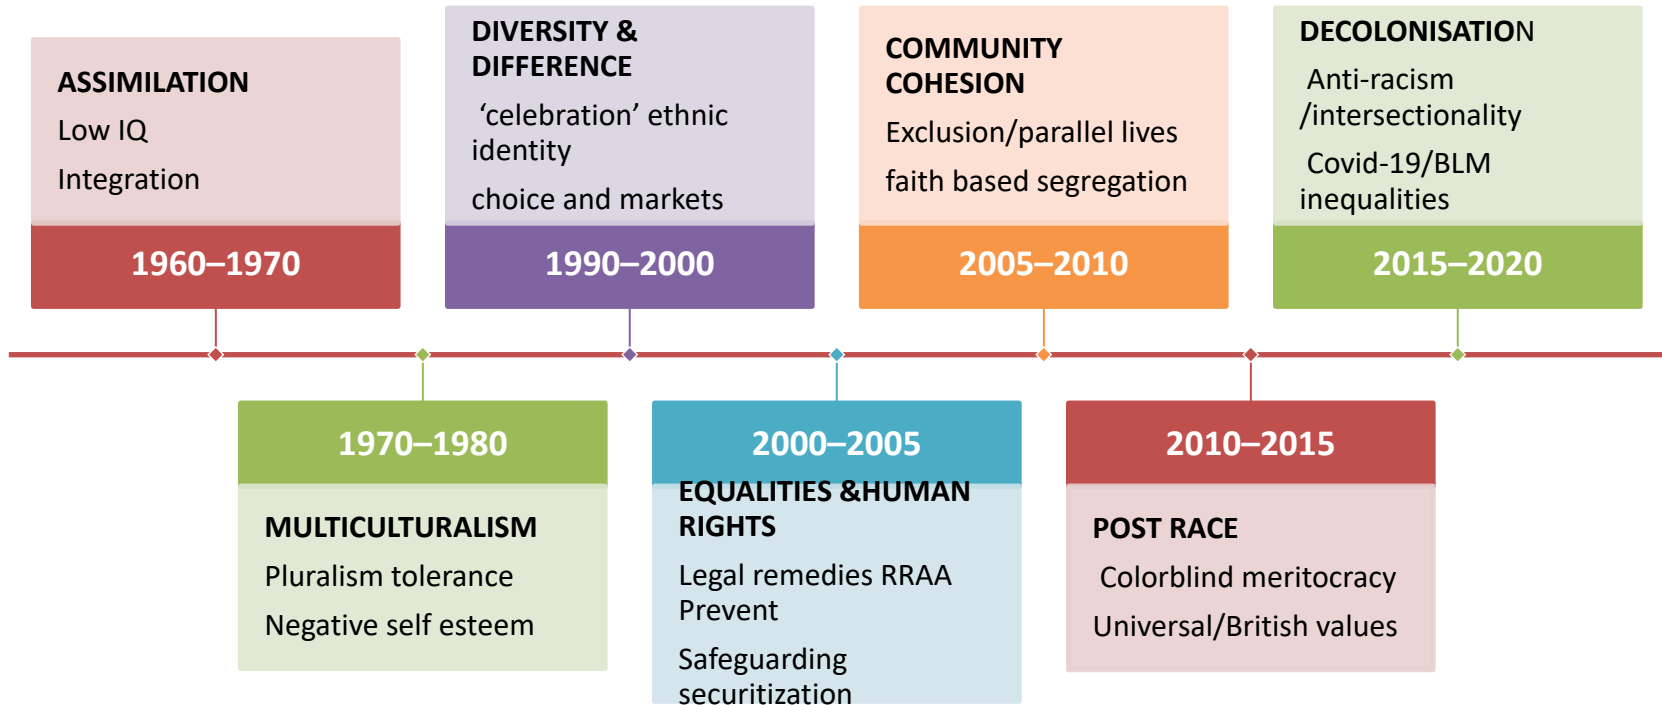 ASSIMILATION
Low IQ
Integration
1960–1970
DIVERSITY &
DIFFERENCE
‘celebration’ ethnic
identity
choice and markets
1990–2000
COMMUNITY
COHESION
Exclusion/parallel lives
faith based segregation
2005–2010
DECOLONISATION
Anti-racism
/intersectionality
Covid-19/BLM
inequalities
2015–2020
1970–1980
MULTICULTURALISM
Pluralism tolerance
Negative self esteem
2000–2005
EQUALITIES &HUMAN
RIGHTS
Legal remedies RRAA
Prevent
Safeguarding
securitization
2010–2015
POST RACE
Colorblind meritocracy
Universal/British values